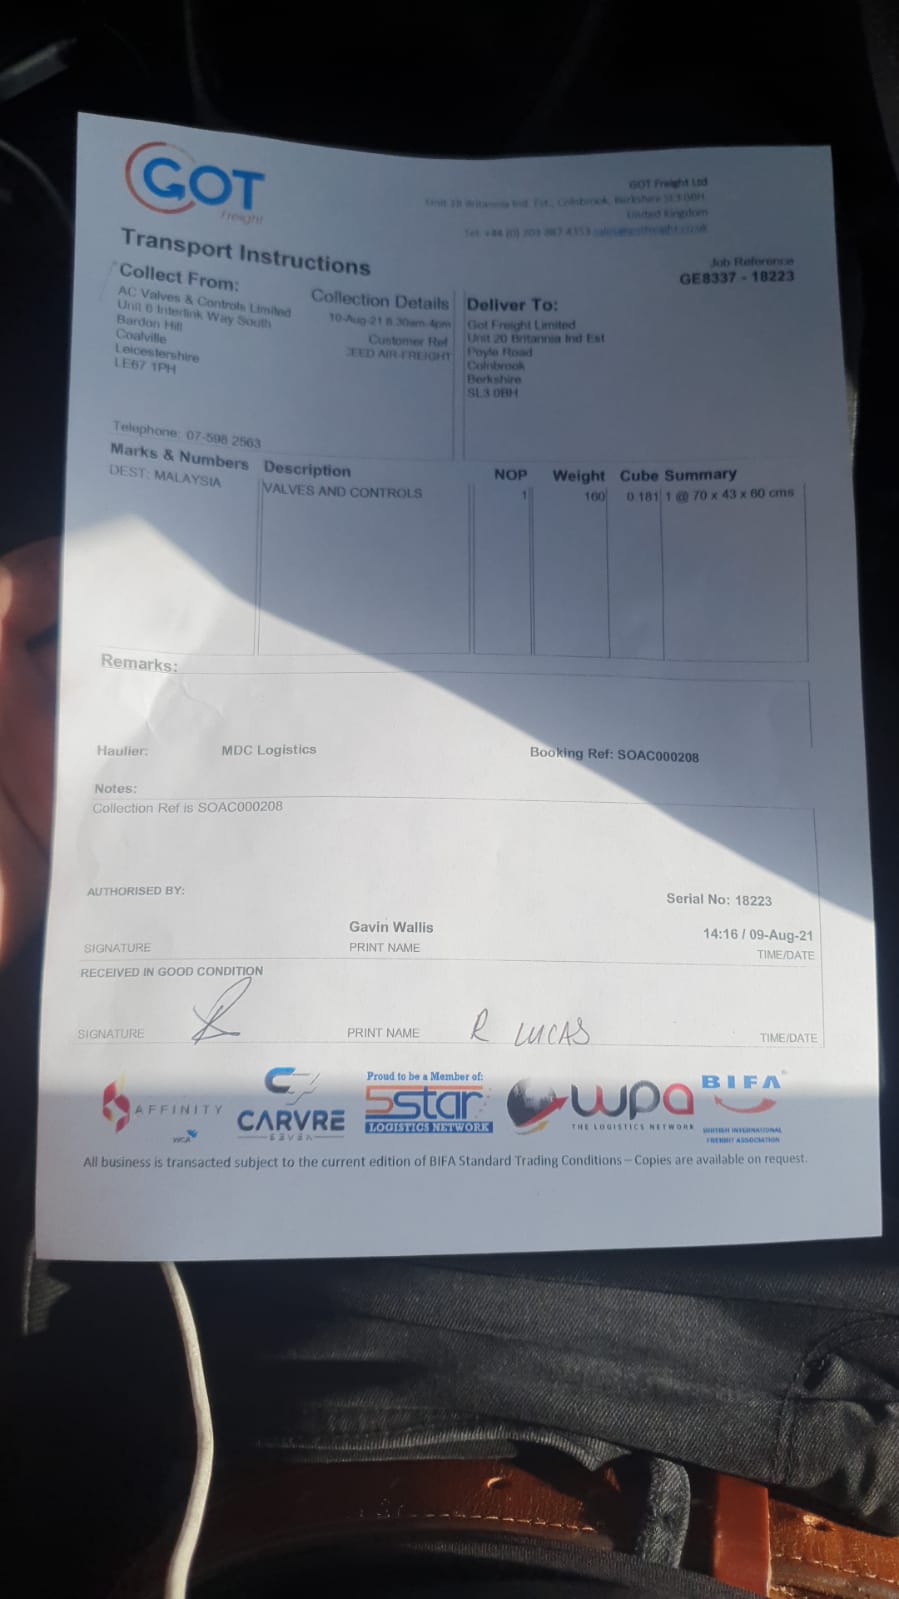 GOT
Freight
GOT Freight Ltd
Unit 18 Britannia Ind. Est., Colnbrook, Berkshire SL3 0BH
United Kingdom
Tel: +44 (0) 203 887 4353
Transport Instructions
Job Reference
GE8337 - 18223
Collect From:
AC Valves & Controls Limited
Unit 6 Interlink Way South
Bardon Hill
Coalville
Leicestershire
LE67 1PH
Collection Details
10-Aug-21 8.30am-4pm
Customer Ref
EED AIR-FREIGHT
Deliver To:
Got Freight Limited
Unit 20 Britannia Ind Est
Poyle Road
Colnbrook
Berkshire
SL3 0BH
Telephone: 07-598 2563
Marks & Numbers Description NOP Weight Cube Summary
DEST: MALAYSIA VALVES AND CONTROLS 1 160 0.181 1 @ 70 x 43 x 60 cms
Remarks:
Haulier: MDC Logistics Booking Ref: SOAC000208
Notes:
Collection Ref is SOAC000208
AUTHORISED BY: Serial No: 18223
Gavin Wallis 14:16 / 09-Aug-21
SIGNATURE PRINT NAME TIME/DATE
RECEIVED IN GOOD CONDITION
SIGNATURE PRINT NAME R LUCAS TIME/DATE
AFFINITY
WCA
CARVRE
SEVEN
Proud to be a Member of:
5star
LOGISTICS NETWORK
wpa
THE LOGISTICS NETWORK
BIFA
BRITISH INTERNATIONAL
FREIGHT ASSOCIATION
All business is transacted subject to the current edition of BIFA Standard Trading Conditions – Copies are available on request.